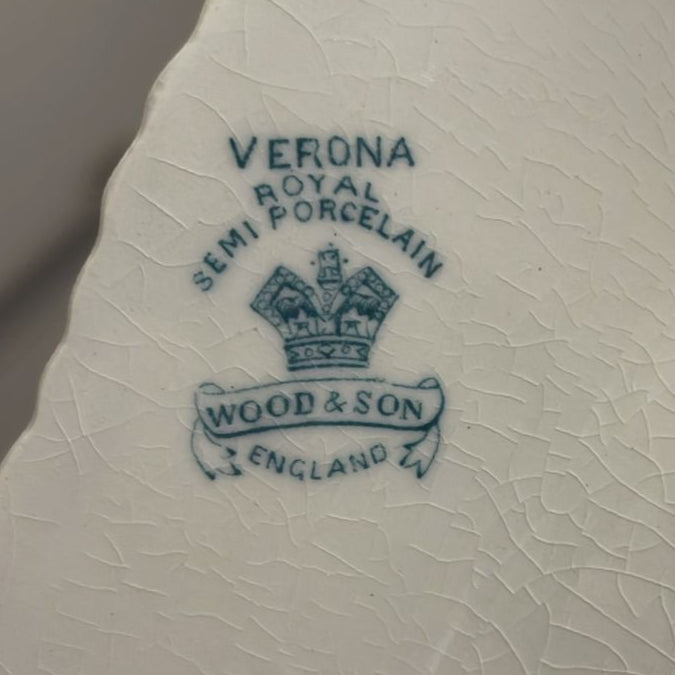 VERONA
ROYAL
SEMI PORCELAIN
WOOD & SON
ENGLAND